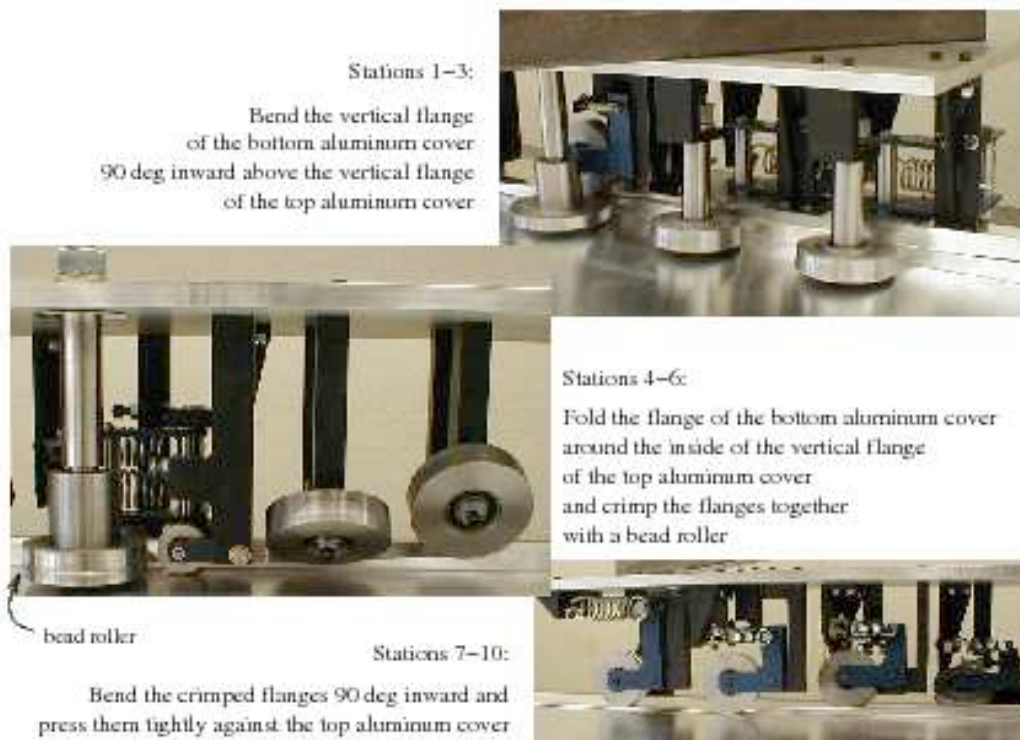 Stations 1–3:
Bend the vertical flange
of the bottom aluminum cover
90 deg inward above the vertical flange
of the top aluminum cover
Stations 4–6:
Fold the flange of the bottom aluminum cover
around the inside of the vertical flange
of the top aluminum cover
and crimp the flanges together
with a bead roller
bead roller
Stations 7–10:
Bend the crimped flanges 90 deg inward and
press them tightly against the top aluminum cover